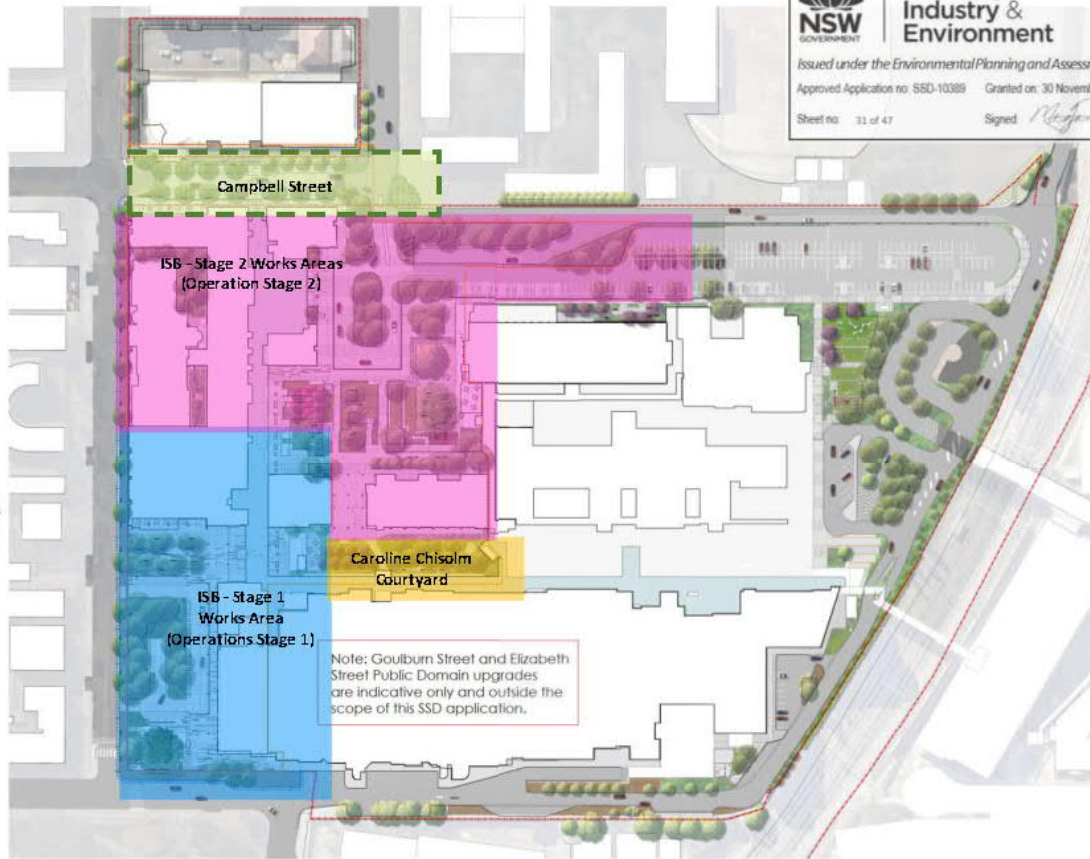 NSW
GOVERNMENT
Industry &
Environment
Issued under the Environmental Planning and Assess
Approved Application no: SSD-10389 Granted on: 30 Novem
Sheet no: 31 of 47 Signed
Campbell Street
ISB - Stage 2 Works Areas
(Operation Stage 2)
Caroline Chisolm
Courtyard
ISB - Stage 1
Works Area
(Operations Stage 1)
Note: Goulburn Street and Elizabeth
Street Public Domain upgrades
are indicative only and outside the
scope of this SSD application.